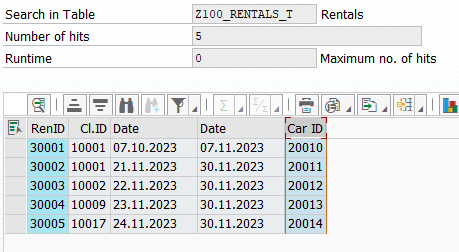 Search in Table Z100_RENTALS_T Rentals
Number of hits 5
Runtime 0 Maximum no. of hits
RenID Cl.ID Date Date Car ID
30001 10001 07.10.2023 07.11.2023 20010
30002 10001 21.11.2023 30.11.2023 20011
30003 10002 22.11.2023 30.11.2023 20012
30004 10009 23.11.2023 30.11.2023 20013
30005 10017 24.11.2023 30.11.2023 20014